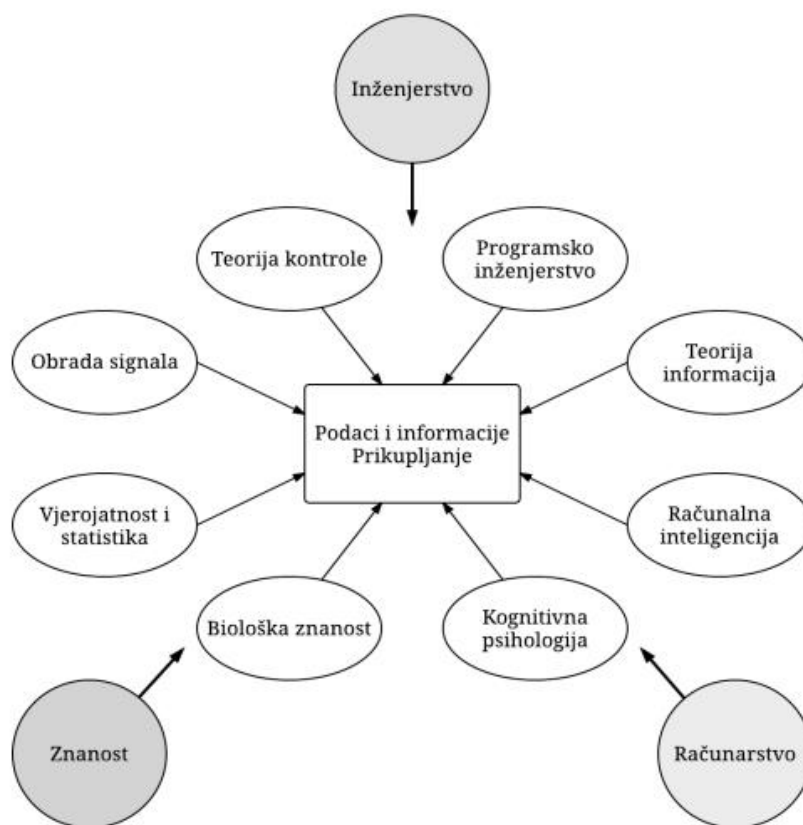 Inženjerstvo
Teorija kontrole
Programsko
inženjerstvo
Obrada signala
Teorija
informacija
Podaci i informacije
Prikupljanje
Vjerojatnost i
statistika
Računalna
inteligencija
Biološka znanost
Kognitivna
psihologija
Znanost
Računarstvo